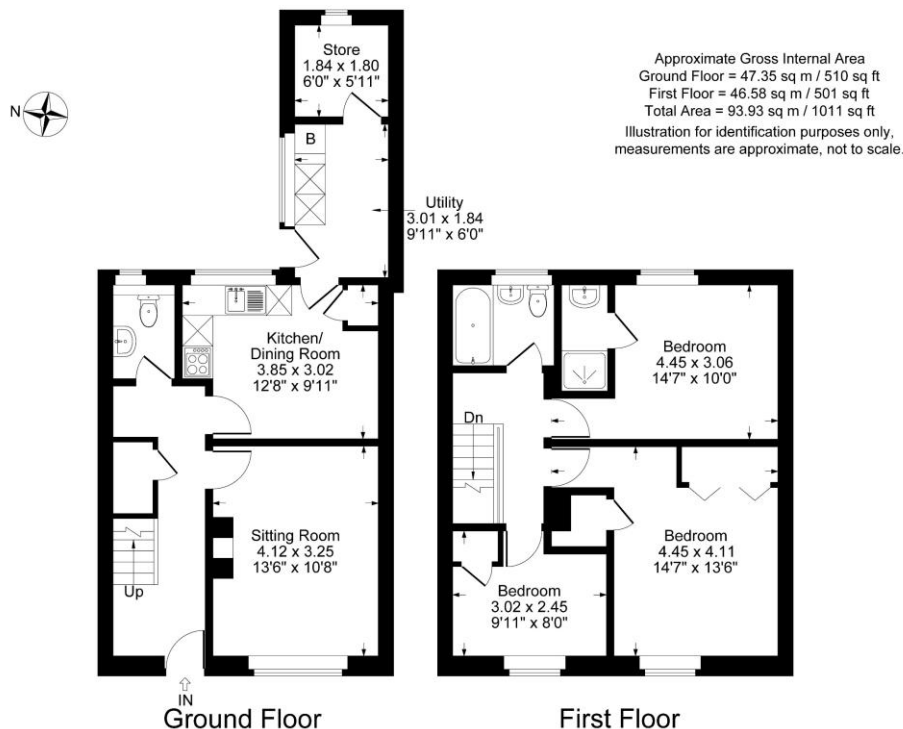 Store
1.84 x 1.80
6'0" x 5'11"
Approximate Gross Internal Area
Ground Floor = 47.35 sq m / 510 sq ft
First Floor = 46.58 sq m / 501 sq ft
Total Area = 93.93 sq m / 1011 sq ft
Illustration for identification purposes only,
measurements are approximate, not to scale.
N
B
Utility
3.01 x 1.84
9'11" x 6'0"
Kitchen/
Dining Room
3.85 x 3.02
12'8" x 9'11"
Sitting Room
4.12 x 3.25
13'6" x 10'8"
Up
IN
Ground Floor
Bedroom
4.45 x 3.06
14'7" x 10'0"
Dn
Bedroom
4.45 x 4.11
14'7" x 13'6"
Bedroom
3.02 x 2.45
9'11" x 8'0"
First Floor